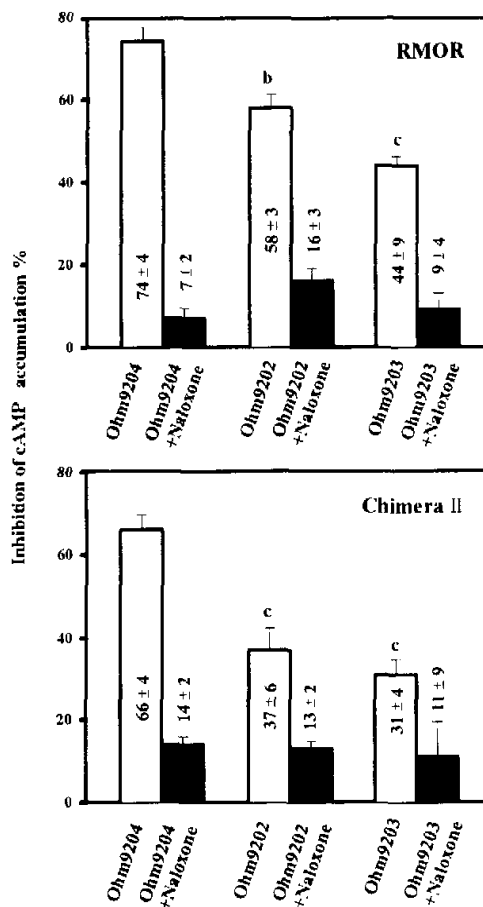 Inhibition of cAMP accumulation %
80
60
40
20
0
RMOR
b
c
74 ± 4
7 ± 2
58 ± 3
16 ± 3
44 ± 9
9 ± 4
Ohm9204
Ohm9204
+Naloxone
Ohm9202
Ohm9202
+Naloxone
Ohm9203
Ohm9203
+Naloxone
80
60
40
20
0
Chimera II
c
c
66 ± 4
14 ± 2
37 ± 6
13 ± 2
31 ± 4
11 ± 9
Ohm9204
Ohm9204
+Naloxone
Ohm9202
Ohm9202
+Naloxone
Ohm9203
Ohm9203
+Naloxone